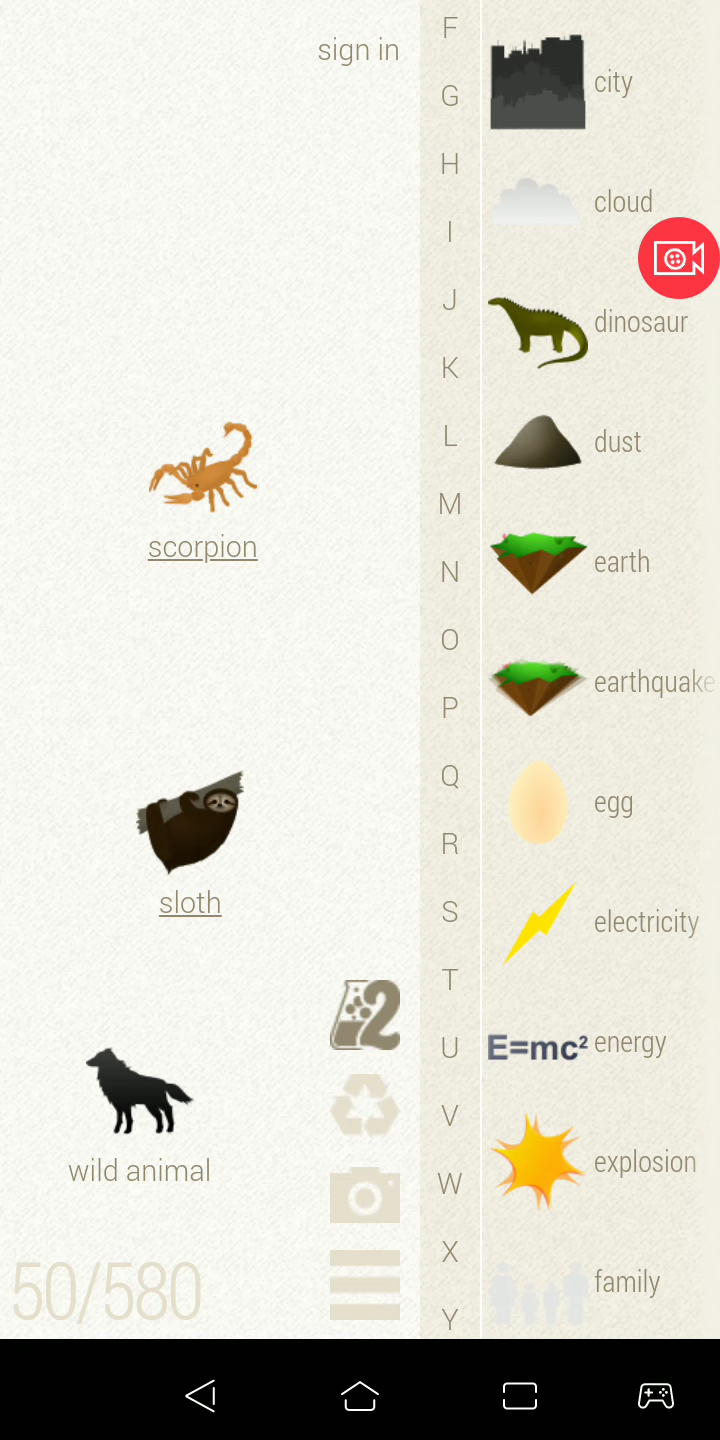 sign in
scorpion
sloth
2
wild animal
50/580
F
G
H
I
J
K
L
M
N
O
P
Q
R
S
T
U
V
W
X
Y
city
cloud
dinosaur
dust
earth
earthquake
egg
electricity
E=mc² energy
explosion
family